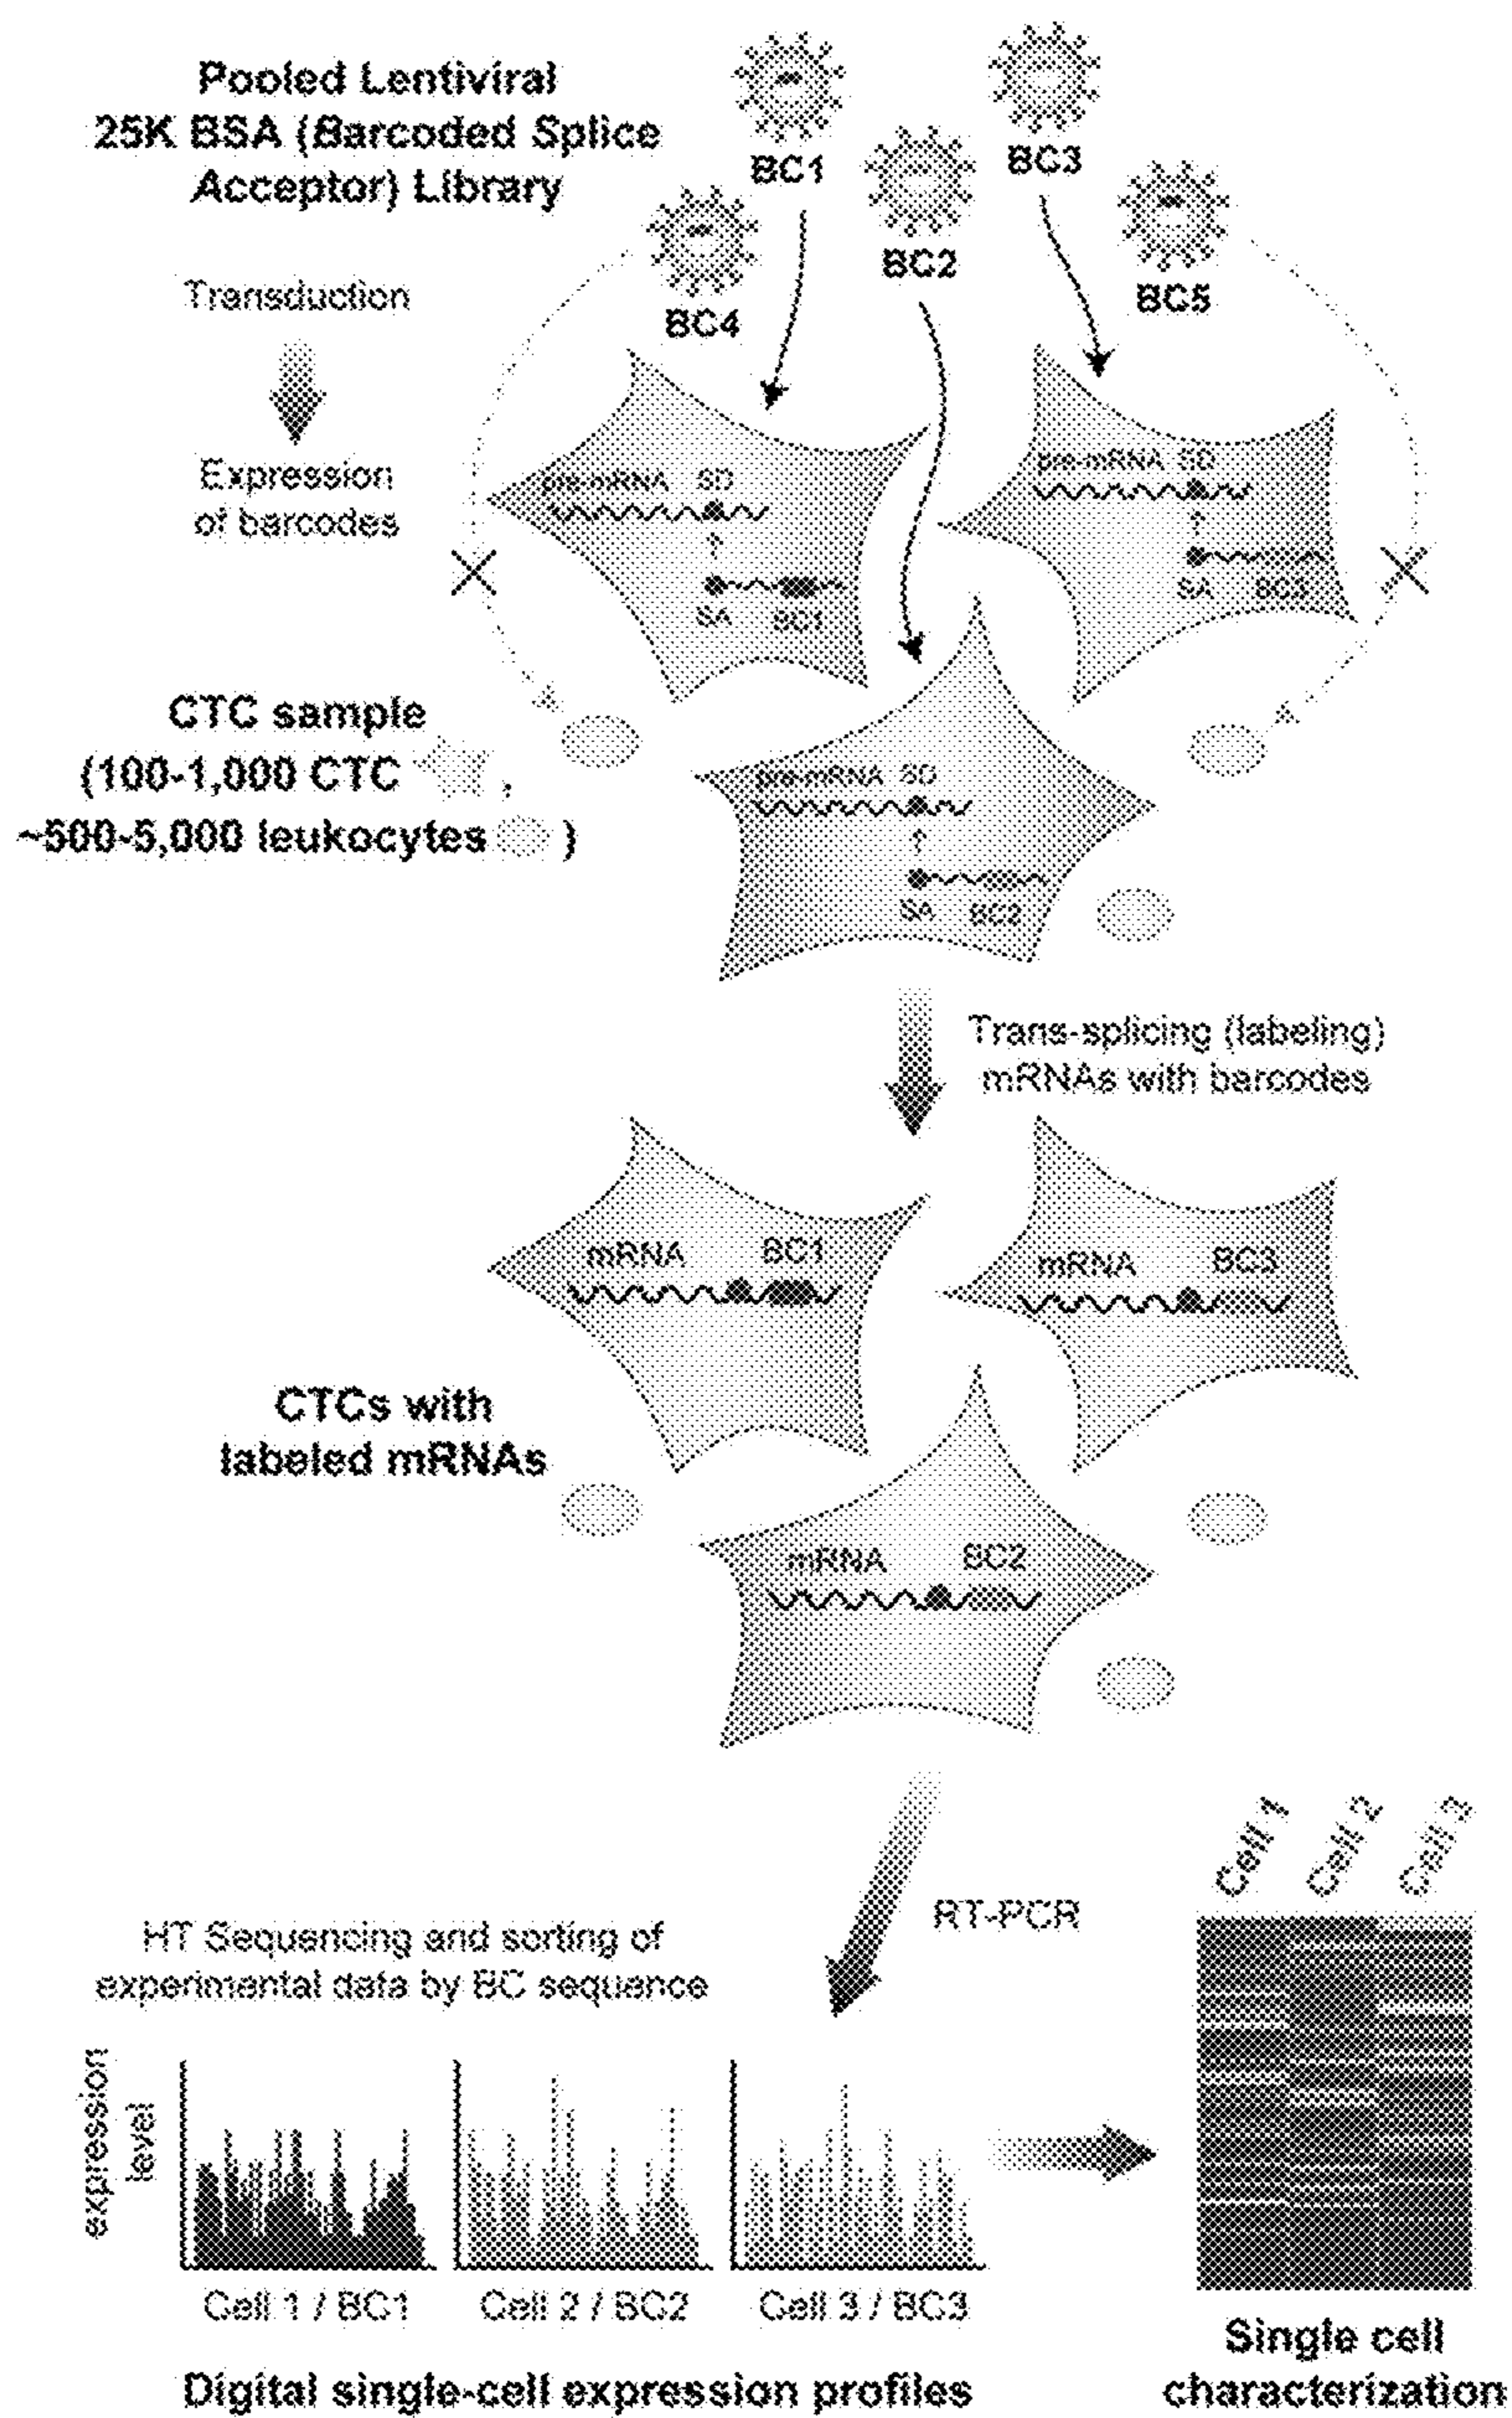 Pooled Lentiviral
25K BSA (Barcoded Splice
Acceptor) Library
BC1
BC3
BC2
BC5
BC4
Transduction
Expression
of barcodes
pre-mRNA SD
SA BC1
pre-mRNA SD
SA BC3
CTC sample
(100-1,000 CTC ,
~500-5,000 leukocytes )
pre-mRNA SD
SA BC2
Trans-splicing (labeling)
mRNAs with barcodes
mRNA BC1
mRNA BC3
CTCs with
labeled mRNAs
mRNA BC2
RT-PCR
Cell 1
Cell 2
Cell 3
HT Sequencing and sorting of
experimental data by BC sequence
expression
level
Cell 1 / BC1
Cell 2 / BC2
Cell 3 / BC3
Digital single-cell expression profiles
Single cell
characterization